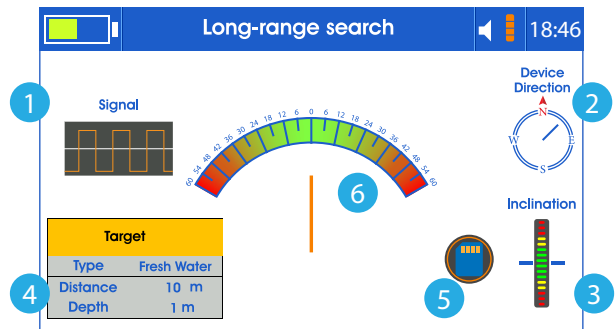 Long-range search
18:46
1
Signal
Device
Direction
2
N
W E
S
60 54 48 42 36 30 24 18 12 6 0 6 12 18 24 30 36 42 48 54 60
6
Inclination
Target
Type Fresh Water
Distance 10 m
Depth 1 m
4
5
3